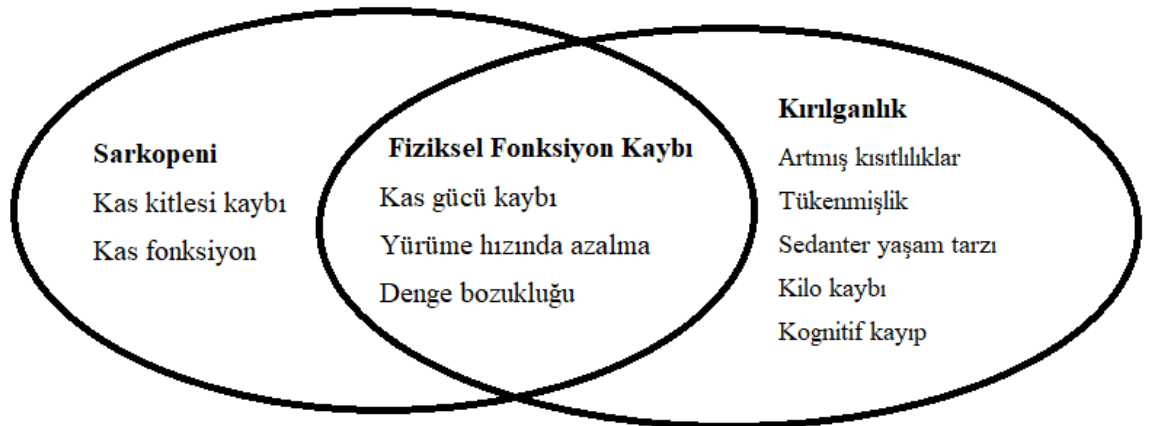 Sarkopeni
Kas kitlesi kaybı
Kas fonksiyon
Fiziksel Fonksiyon Kaybı
Kas gücü kaybı
Yürüme hızında azalma
Denge bozukluğu
Kırılganlık
Artmış kısıtlılıklar
Tükenmişlik
Sedanter yaşam tarzı
Kilo kaybı
Kognitif kayıp